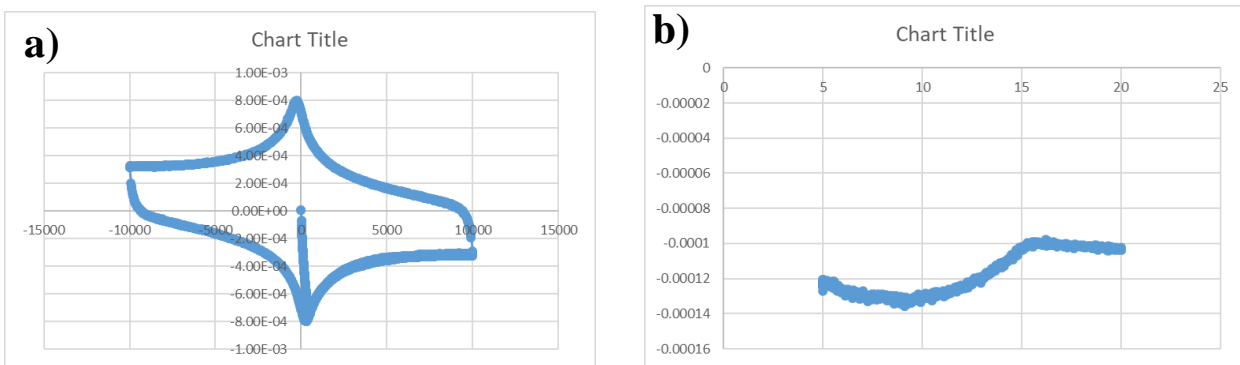 a)
Chart Title
1.00E-03
8.00E-04
6.00E-04
4.00E-04
2.00E-04
0.00E+00
-15000 -10000 -5000 0 5000 10000 15000
-2.00E-04
-4.00E-04
-6.00E-04
-8.00E-04
-1.00E-03
b)
Chart Title
0
0 5 10 15 20 25
-0.00002
-0.00004
-0.00006
-0.00008
-0.0001
-0.00012
-0.00014
-0.00016